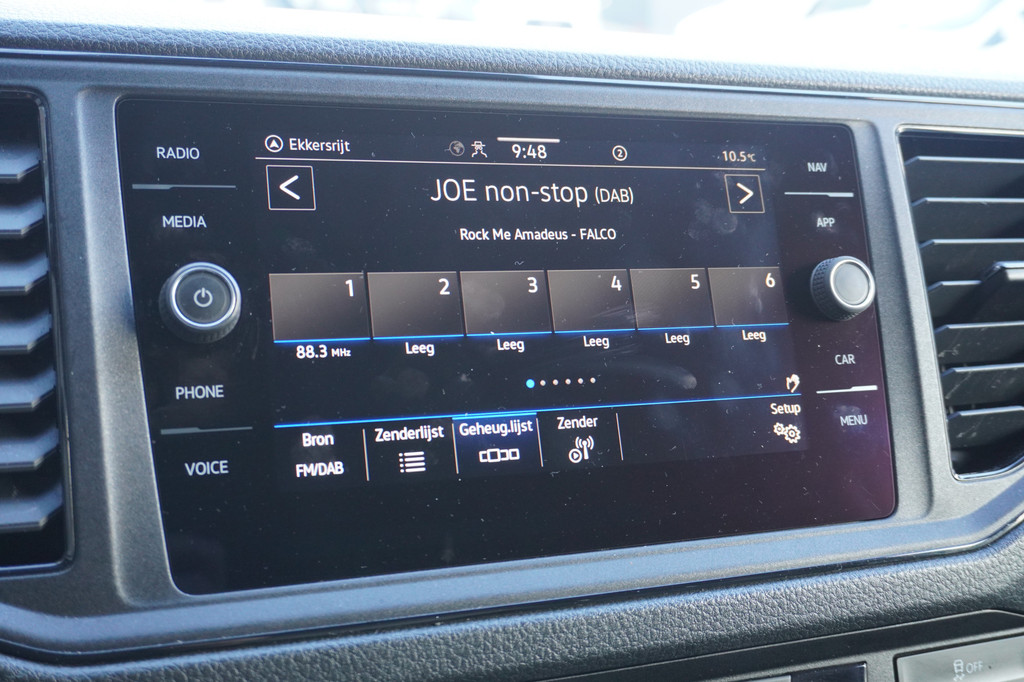 RADIO
MEDIA
PHONE
VOICE
Ekkersrijt
9:48
2
10.5°C
<
JOE non-stop (DAB)
>
Rock Me Amadeus - FALCO
1 2 3 4 5 6
88.3 MHz Leeg Leeg Leeg Leeg Leeg
Bron Zenderlijst Geheug.lijst Zender Setup
FM/DAB
NAV
APP
CAR
MENU
OFF